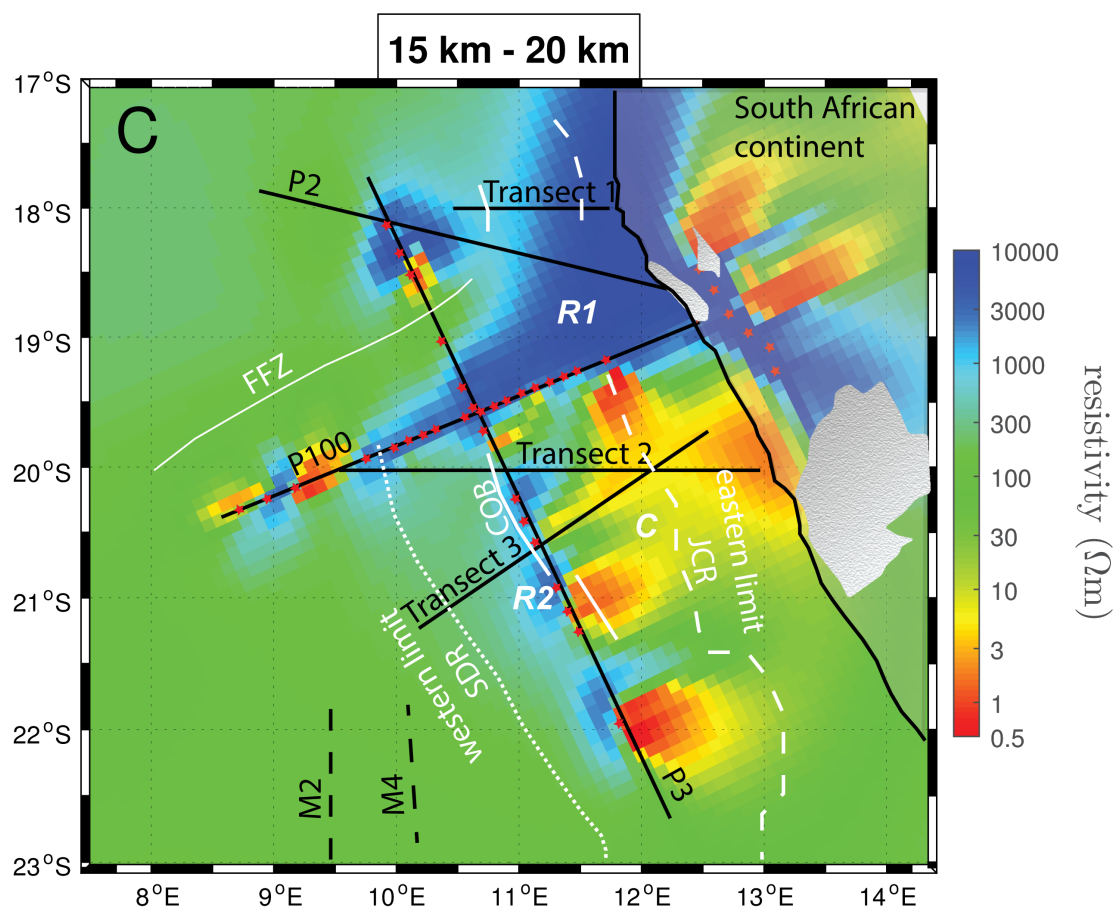 15 km - 20 km
C
South African
continent
P2
Transect 1
R1
FFZ
P100
Transect 2
COB
C
eastern limit
JCR
Transect 3
R2
western limit
SDR
M2
M4
P3
17°S
18°S
19°S
20°S
21°S
22°S
23°S
8°E
9°E
10°E
11°E
12°E
13°E
14°E
10000
3000
1000
300
100
30
10
3
1
0.5
resistivity (Ωm)